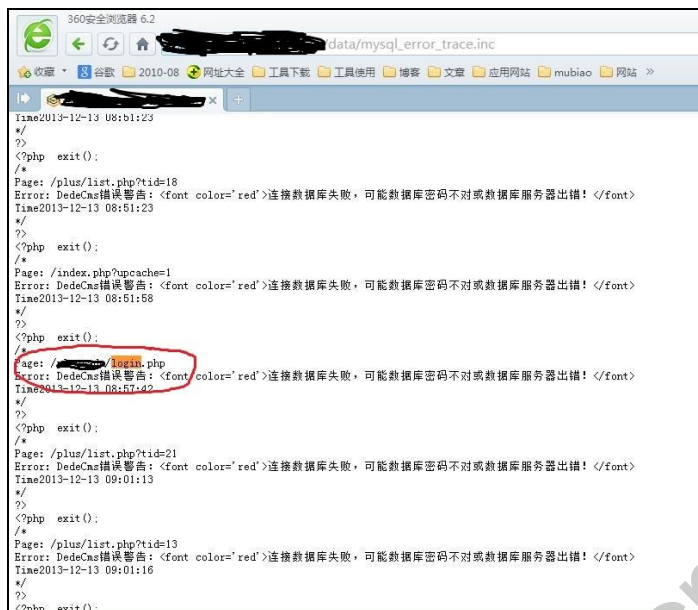 360安全浏览器 6.2
data/mysql_error_trace.inc
收藏 谷歌 2010-08 网址大全 工具下载 工具使用 博客 文章 应用网站 mubiao 网站 »
Time2013-12-13 08:51:23
*/
?>
<?php exit();
/*
Page: /plus/list.php?tid=18
Error: DedeCms错误警告：<font color='red'>连接数据库失败，可能数据库密码不对或数据库服务器出错！</font>
Time2013-12-13 08:51:23
*/
?>
<?php exit();
/*
Page: /index.php?upcache=1
Error: DedeCms错误警告：<font color='red'>连接数据库失败，可能数据库密码不对或数据库服务器出错！</font>
Time2013-12-13 08:51:58
*/
?>
<?php exit();
/*
Page: /login.php
Error: DedeCms错误警告：<font color='red'>连接数据库失败，可能数据库密码不对或数据库服务器出错！</font>
Time2013-12-13 08:57:42
*/
?>
<?php exit();
/*
Page: /plus/list.php?tid=21
Error: DedeCms错误警告：<font color='red'>连接数据库失败，可能数据库密码不对或数据库服务器出错！</font>
Time2013-12-13 09:01:13
*/
?>
<?php exit();
/*
Page: /plus/list.php?tid=13
Error: DedeCms错误警告：<font color='red'>连接数据库失败，可能数据库密码不对或数据库服务器出错！</font>
Time2013-12-13 09:01:16
*/
?>
<?php exit();